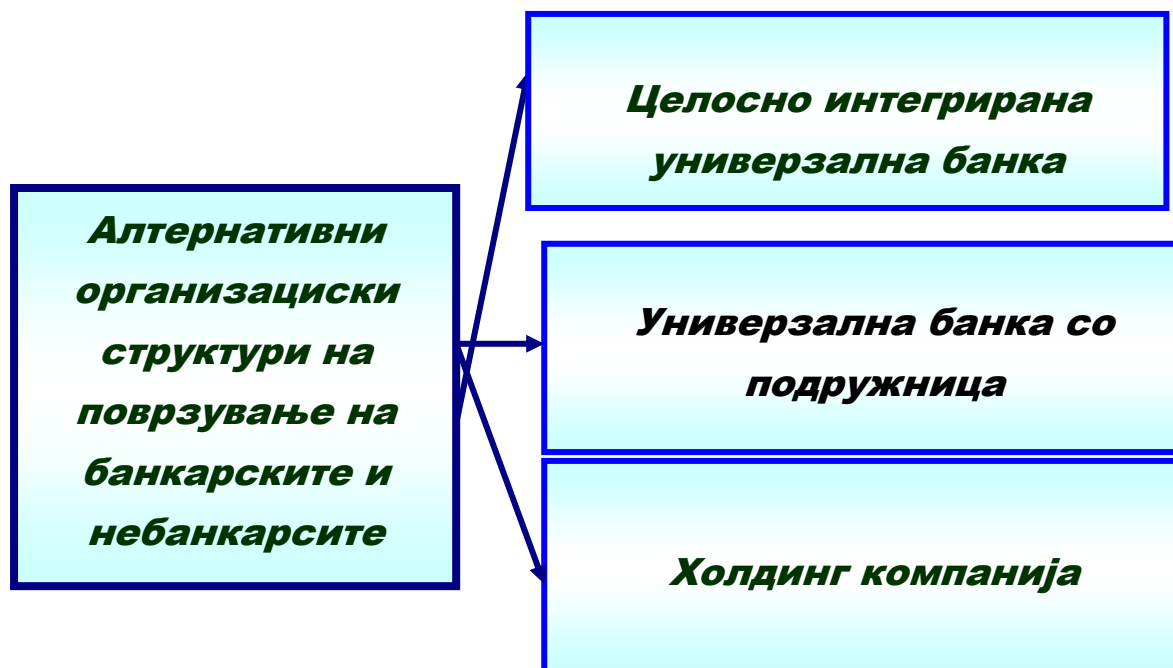 Алтернативни
организациски
структури на
поврзување на
банкарските и
небанкарсите
Целосно интегрирана
универзална банка
Универзална банка со
подружница
Холдинг компанија